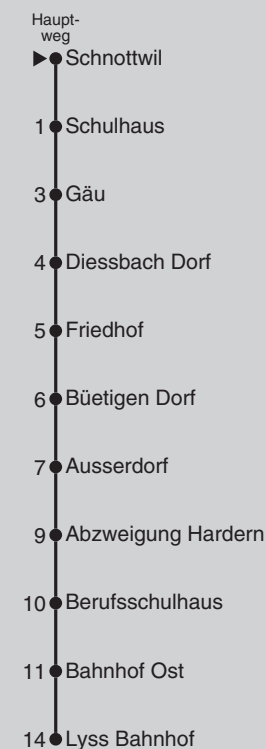 Haupt-
weg
Schnottwil
1 Schulhaus
3 Gäu
4 Diessbach Dorf
5 Friedhof
6 Büetigen Dorf
7 Ausserdorf
9 Abzweigung Hardern
10 Berufsschulhaus
11 Bahnhof Ost
14 Lyss Bahnhof